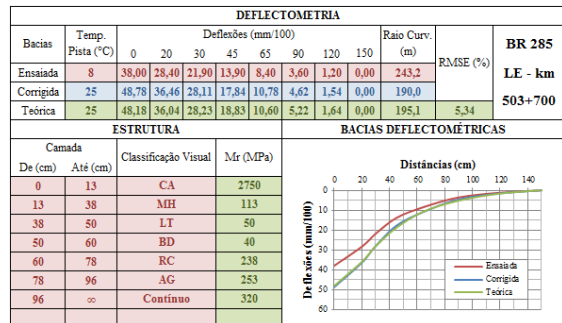 DEFLECTOMETRIA
Bacias Temp. Pista (°C) Deflexões (mm/100) Raio Curv. (m) RMSE (%) BR 285 LE - km 503+700
0 20 30 45 65 90 120 150
Ensaiada 8 38,00 28,40 21,90 13,90 8,40 3,60 1,20 0,00 243,2
Corrigida 25 48,78 36,46 28,11 17,84 10,78 4,62 1,54 0,00 190,0
Teórica 25 48,18 36,04 28,23 18,83 10,60 5,22 1,64 0,00 195,1 5,34
ESTRUTURA BACIAS DEFLECTOMÉTRICAS
Camada Classificação Visual Mr (MPa)
De (cm) Até (cm)
0 13 CA 2750
13 38 MH 113
38 50 LT 50
50 60 BD 40
60 78 RC 238
78 96 AG 253
96 ∞ Contínuo 320
Distâncias (cm)
0 20 40 60 80 100 120 140
Deflexões (mm/100)
0
10
20
30
40
50
60
Ensaiada
Corrigida
Teórica